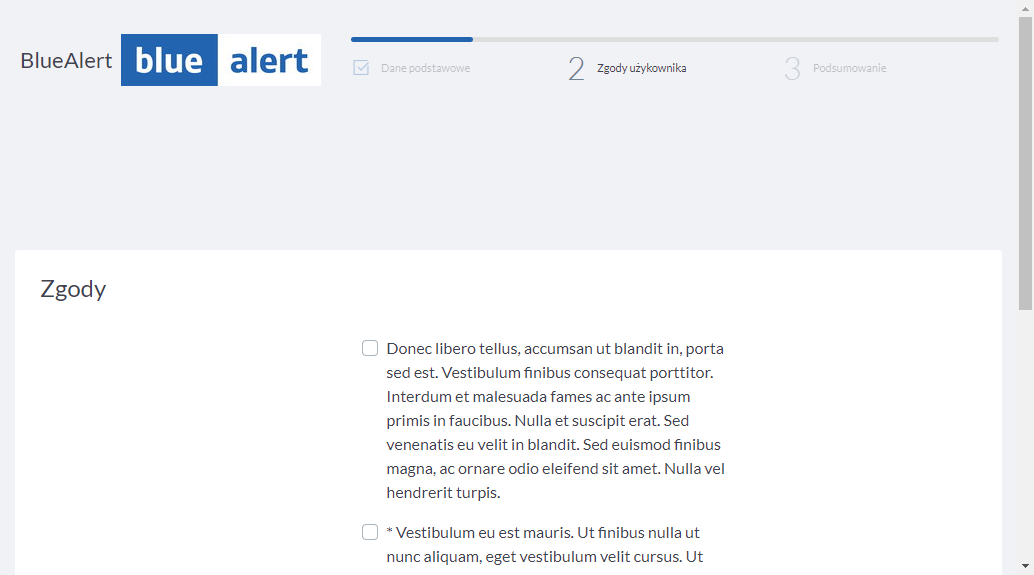 BlueAlert
blue alert
Dane podstawowe
2 Zgody użykownika
3 Podsumowanie
Zgody
Donec libero tellus, accumsan ut blandit in, porta
sed est. Vestibulum finibus consequat porttitor.
Interdum et malesuada fames ac ante ipsum
primis in faucibus. Nulla et suscipit erat. Sed
venenatis eu velit in blandit. Sed euismod finibus
magna, ac ornare odio eleifend sit amet. Nulla vel
hendrerit turpis.
* Vestibulum eu est mauris. Ut finibus nulla ut
nunc aliquam, eget vestibulum velit cursus. Ut